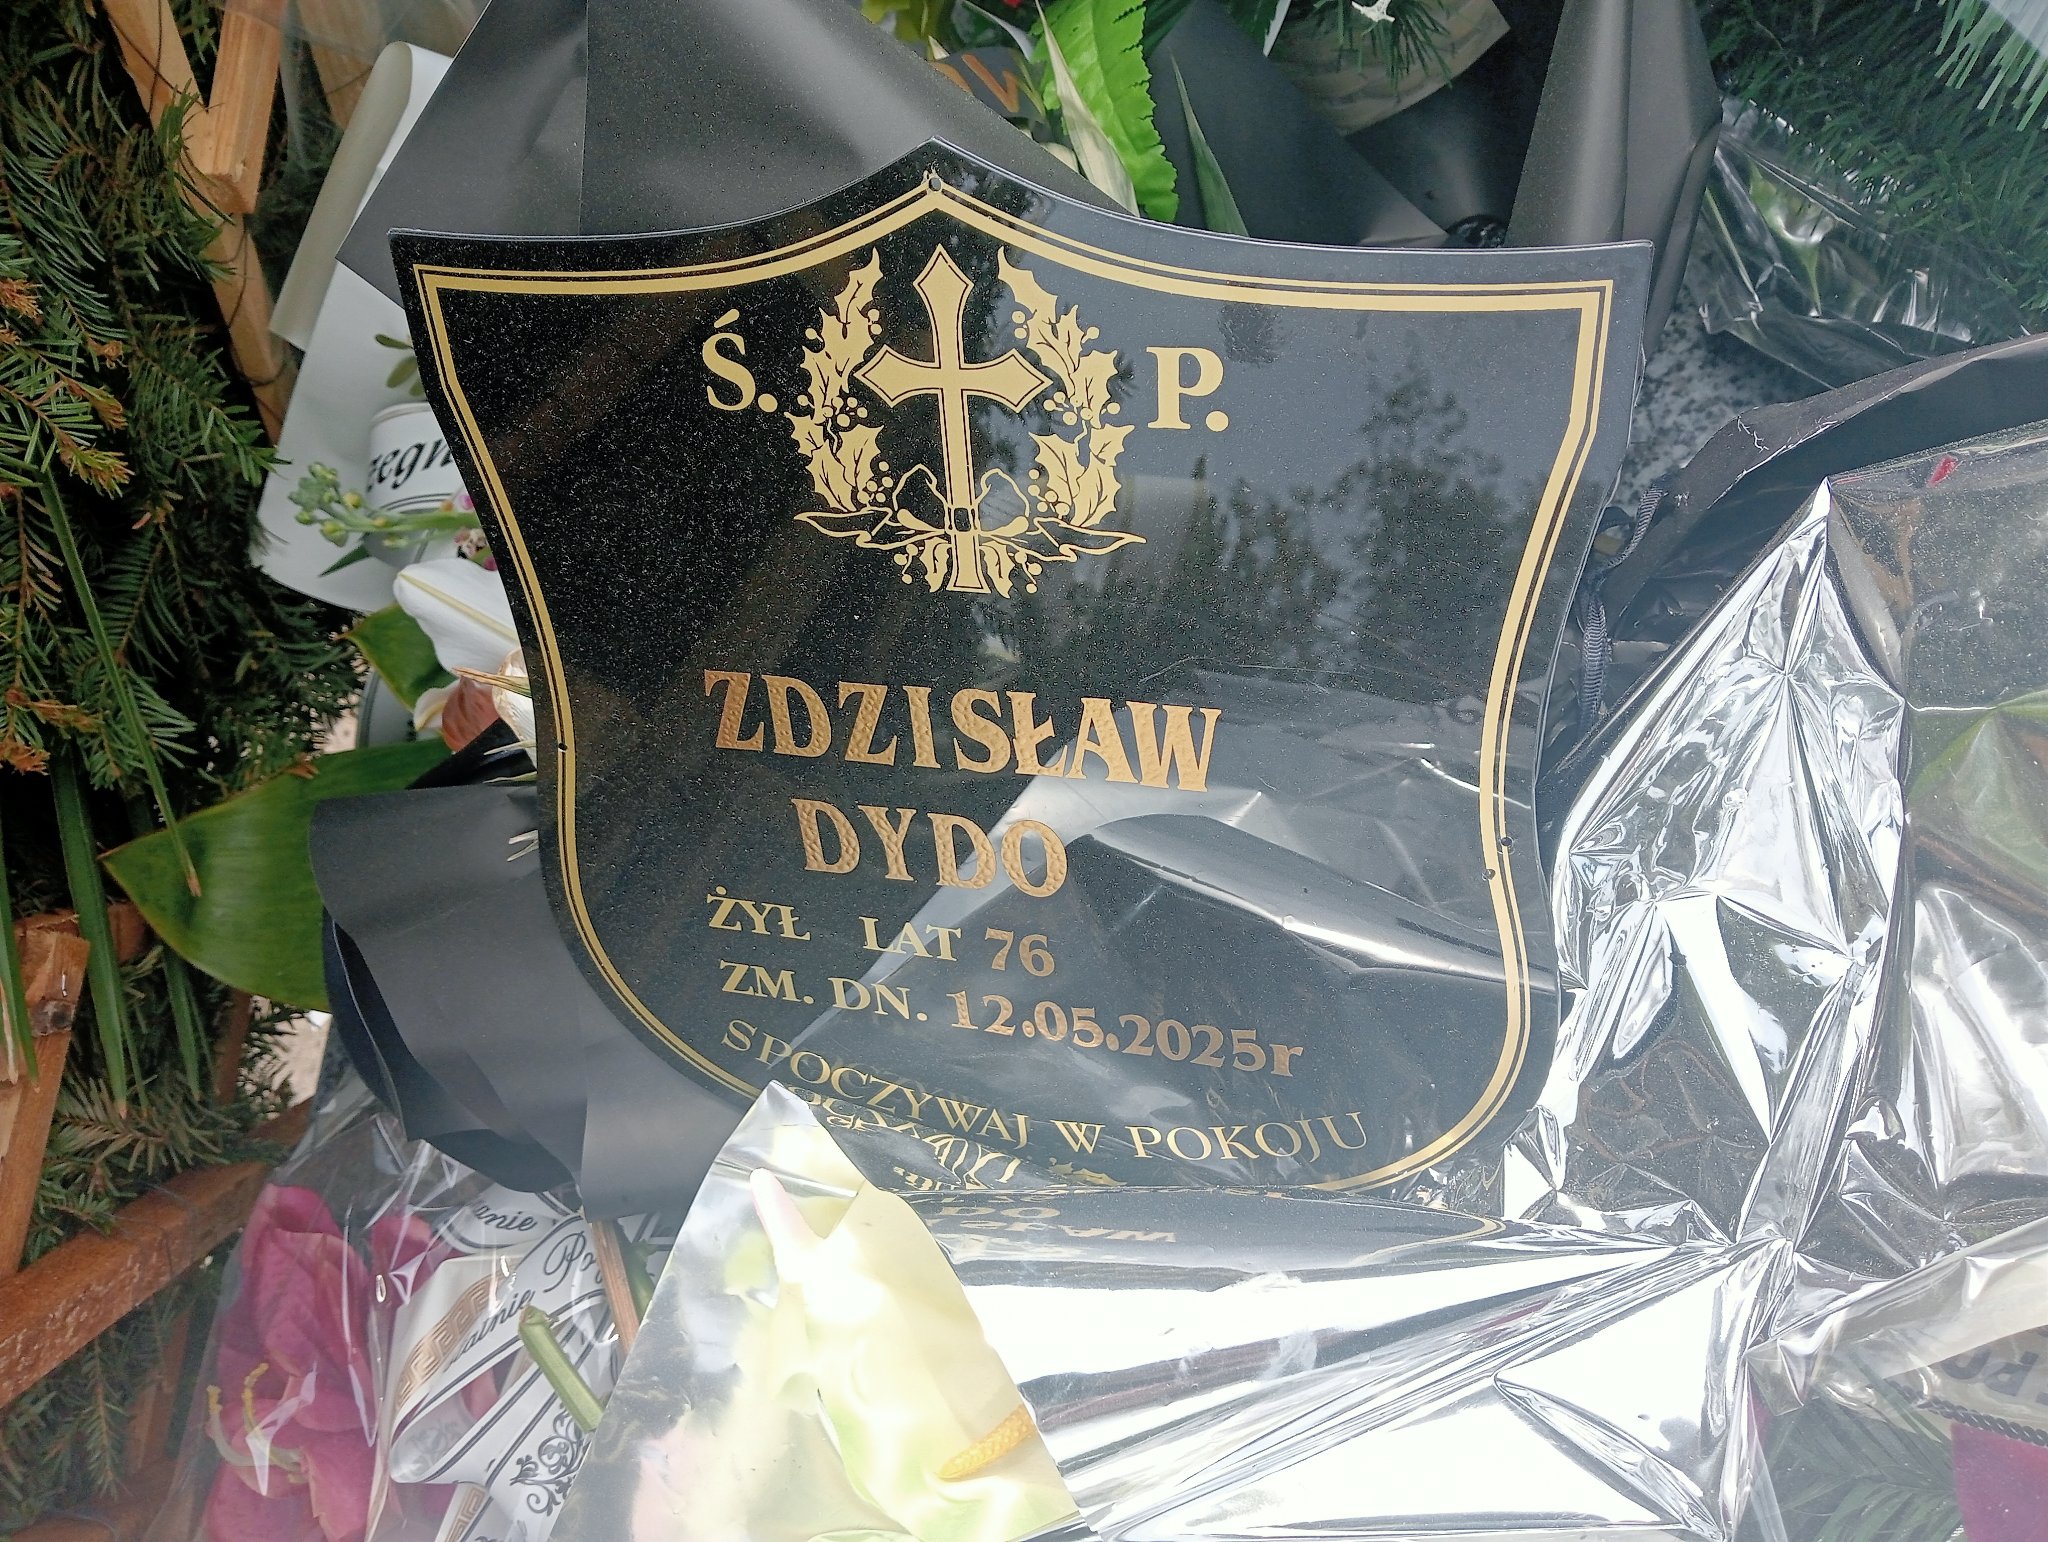 Ś. P.
ZDZISŁAW
DYDO
ŻYŁ LAT 76
ZM. DN. 12.05.2025r
SPOCZYWAJ W POKOJU